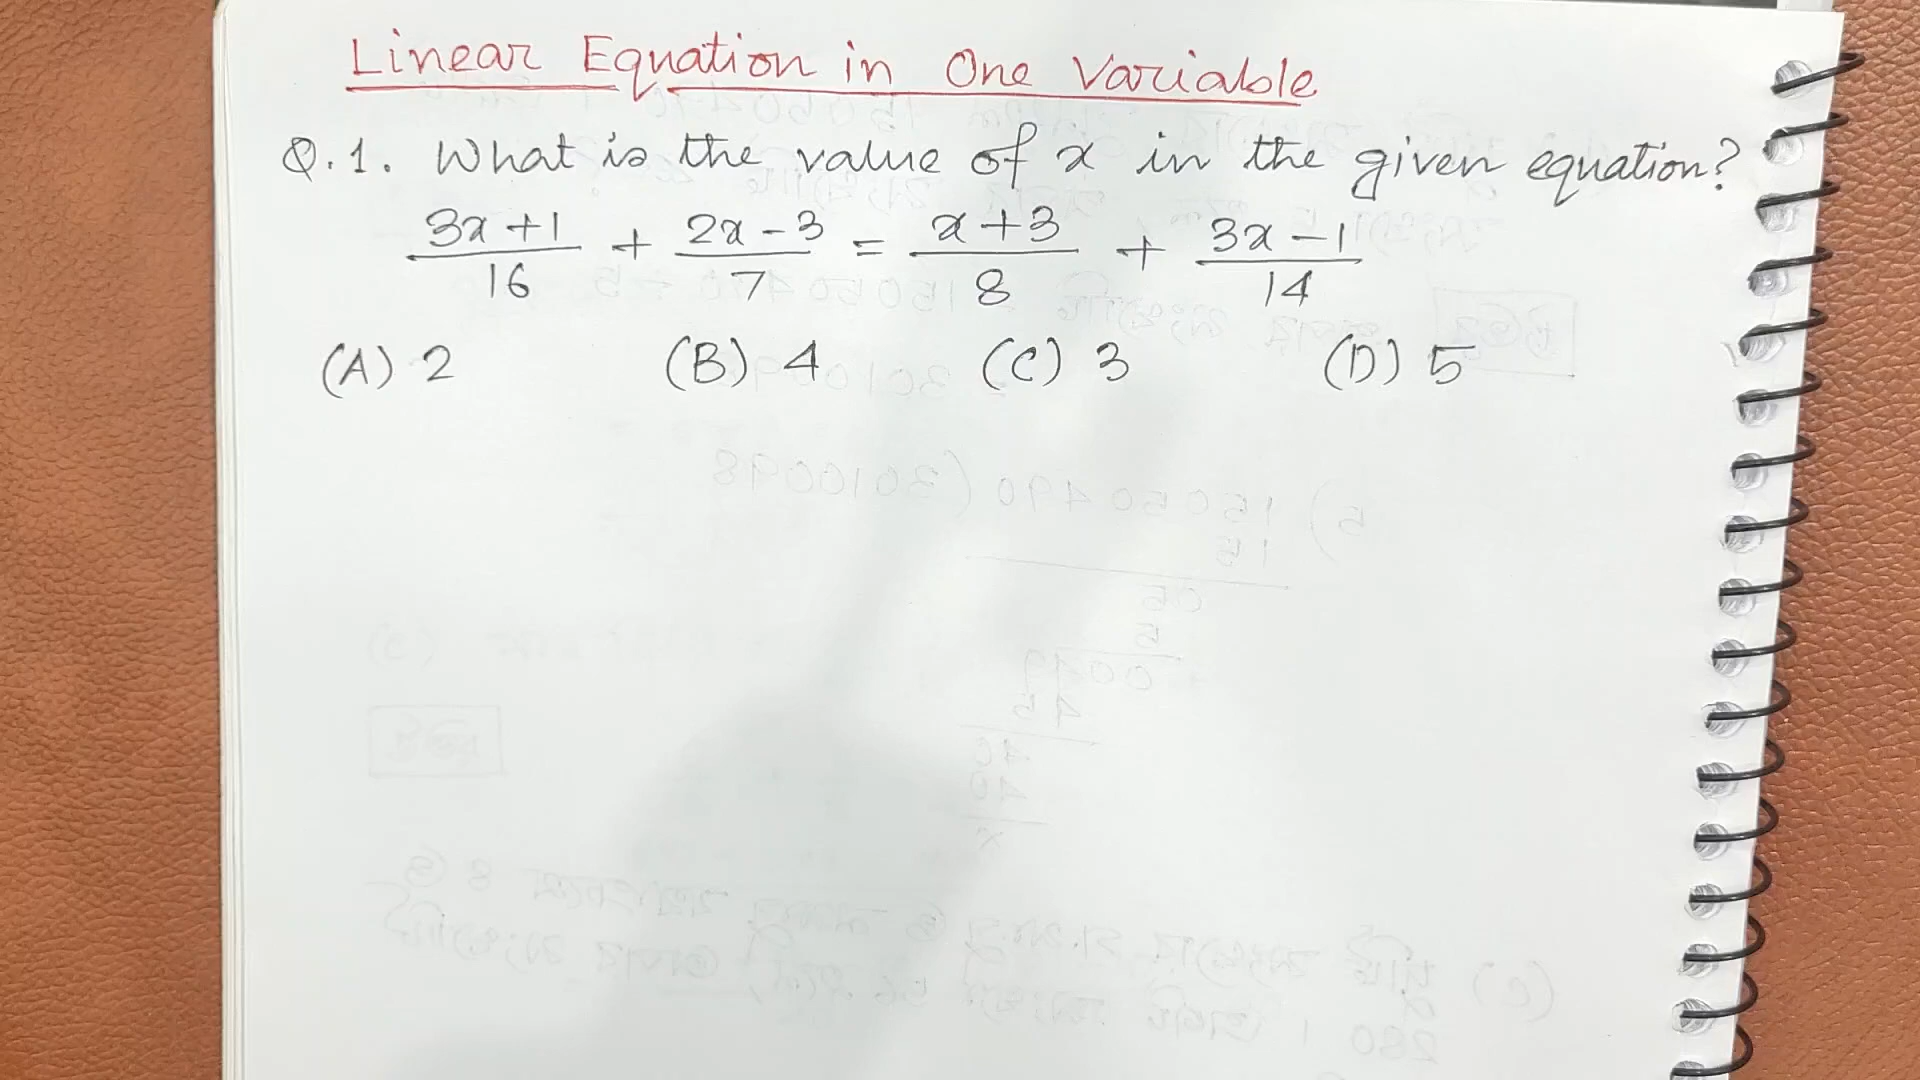 Linear Equation in One Variable
Q.1. What is the value of x in the given equation?
(3x+1)/16 + (2x-3)/7 = (x+3)/8 + (3x-1)/14
(A) 2 (B) 4 (C) 3 (D) 5